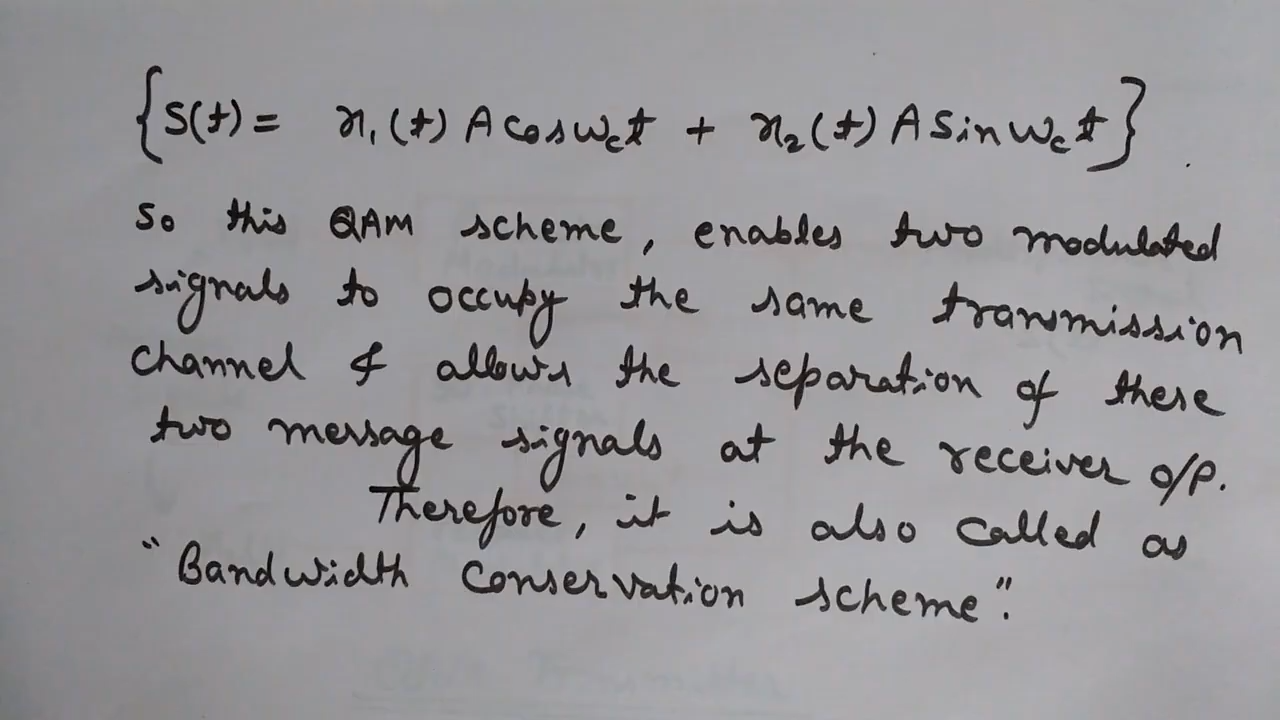 {S(t) = x₁(t) A cos ω꜀t + x₂(t) A Sin ω꜀t}
So this QAM scheme, enables two modulated
signals to occupy the same transmission
channel & allows the separation of these
two message signals at the receiver o/p.
Therefore, it is also called as
"Bandwidth Conservation scheme".